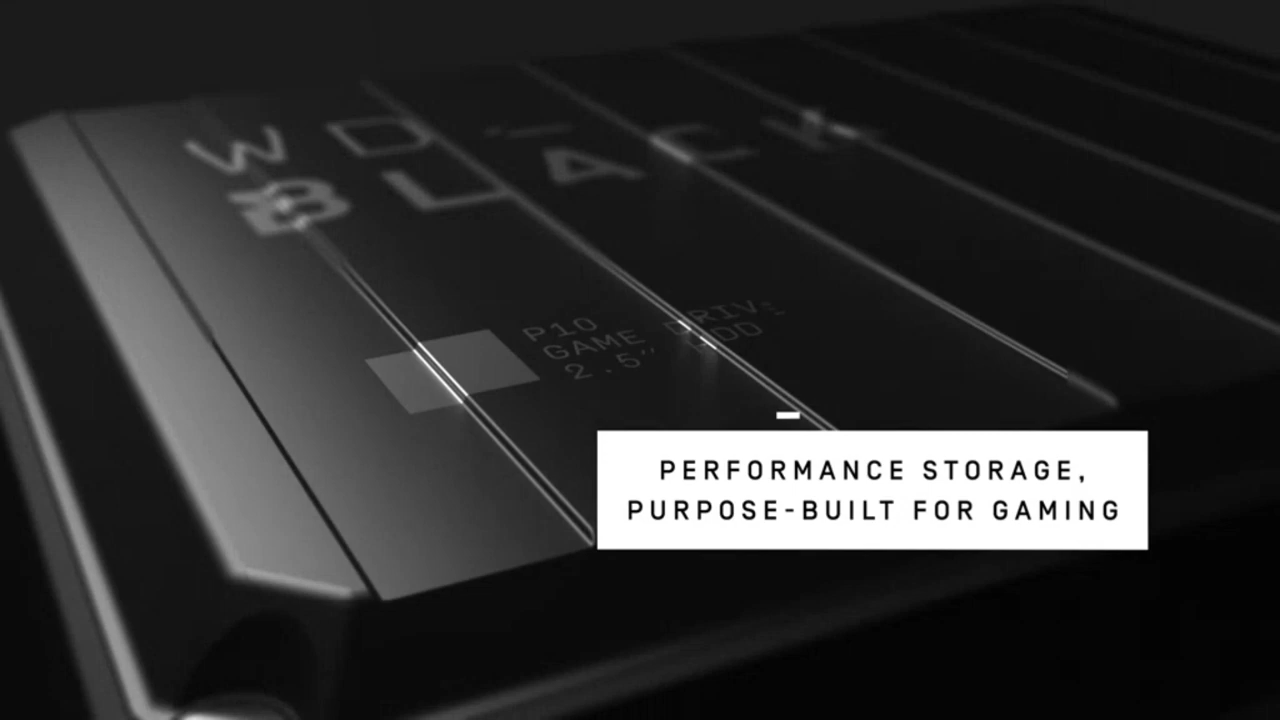 WD_
BLACK
P10
GAME DRIVE
2.5" HDD
PERFORMANCE STORAGE,
PURPOSE-BUILT FOR GAMING